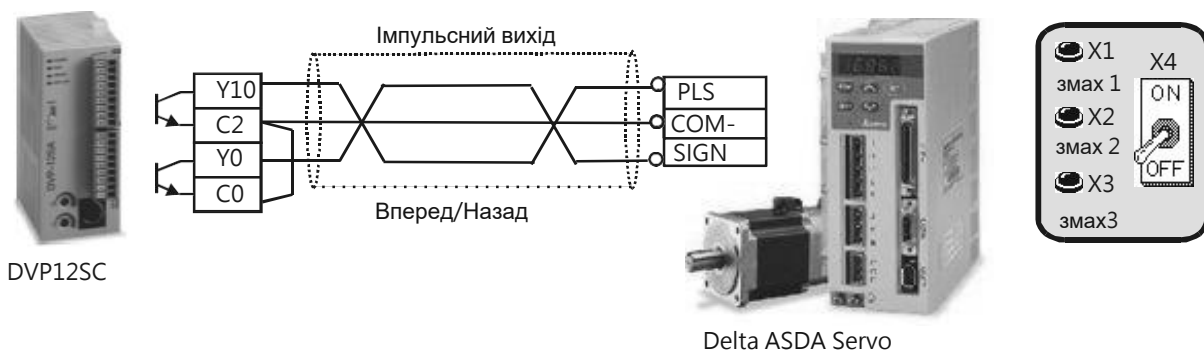 Імпульсний вихід
Y10
C2
Y0
C0
PLS
COM-
SIGN
Вперед/Назад
DVP12SC
Delta ASDA Servo
X1
змах 1
X2
змах 2
X3
змах3
X4
ON
OFF